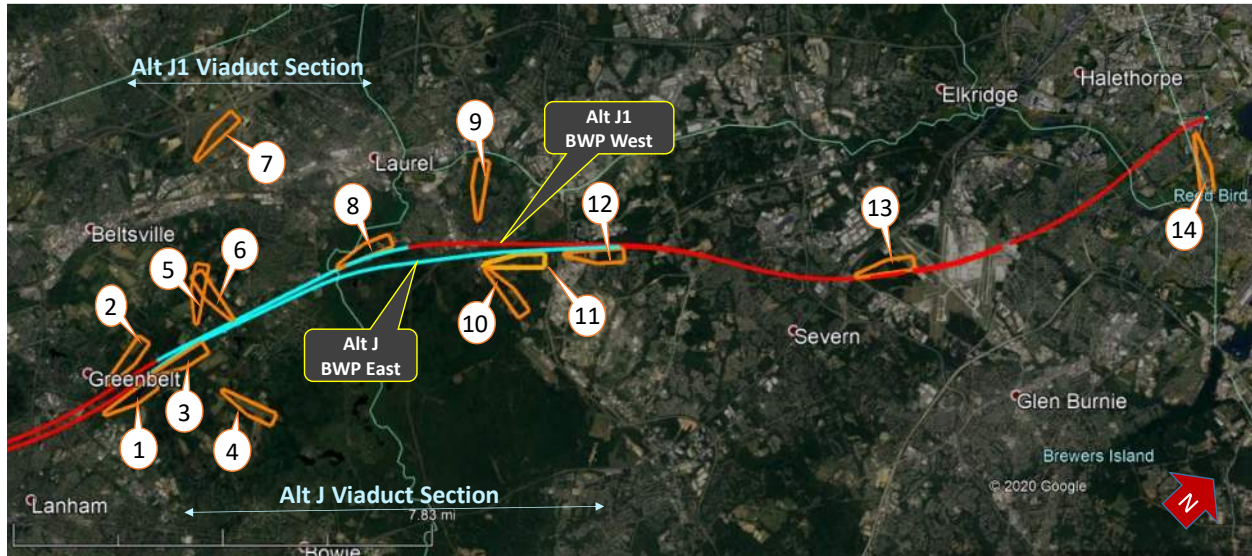 Alt J1 Viaduct Section
Halethorpe
Elkridge
Alt J1
BWP West
9
7
Laurel
8
12
13
Reed Bird
14
Beltsville
5
6
2
10
11
Severn
Alt J
BWP East
Greenbelt
3
1
4
Glen Burnie
Brewers Island
© 2020 Google
N
Alt J Viaduct Section
7.83 mi
Lanham
Bowie